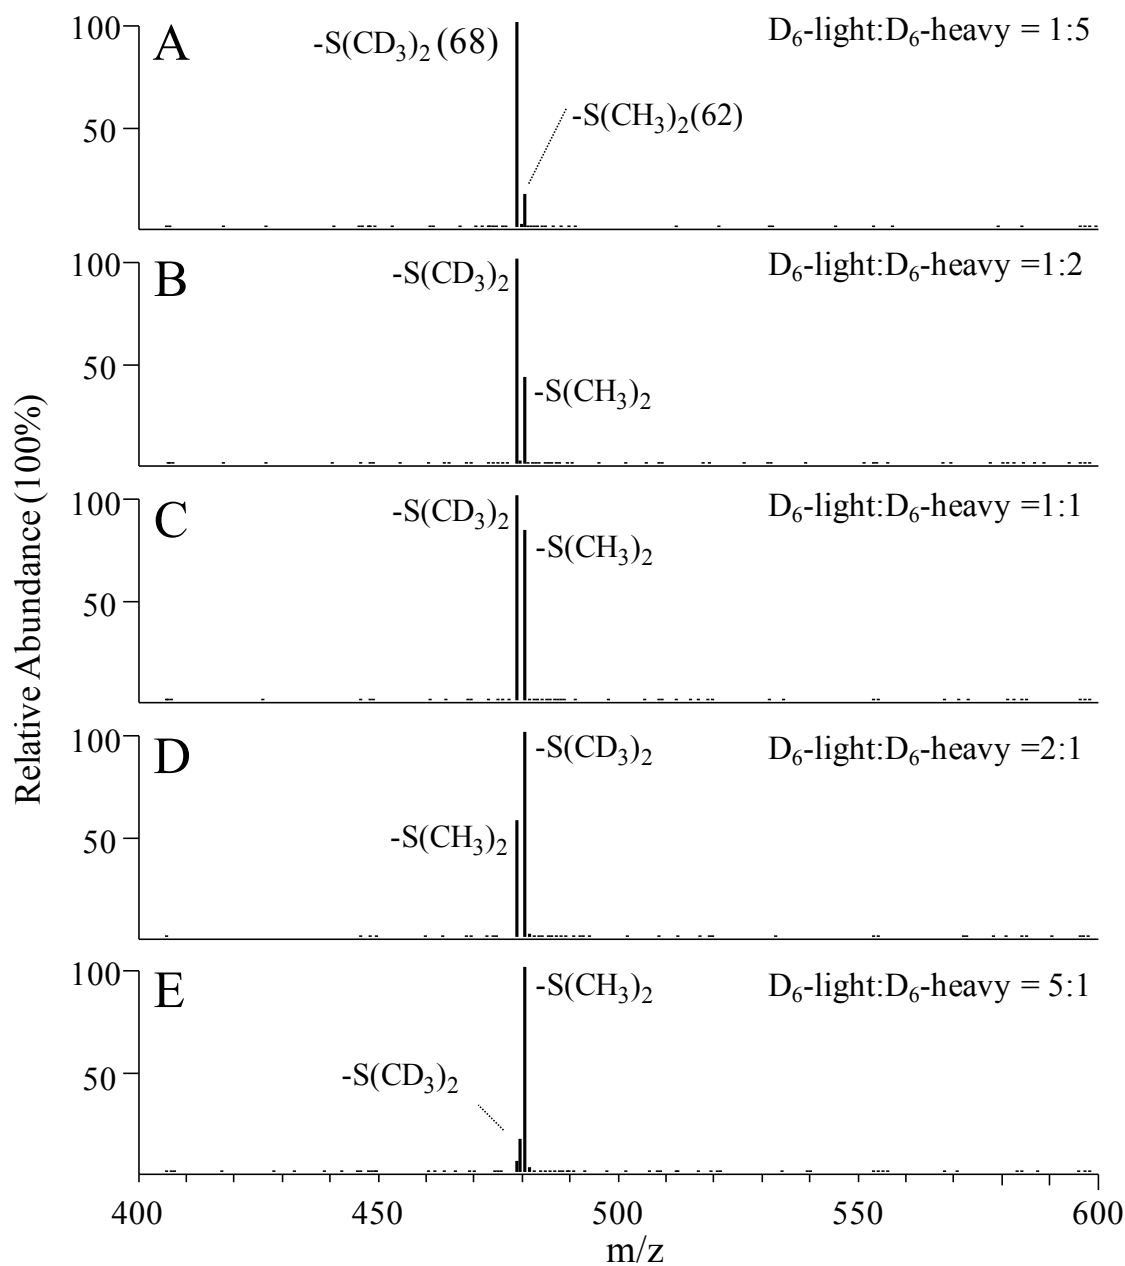 100
A
-S(CD₃)₂ (68)
D₆-light:D₆-heavy = 1:5
-S(CH₃)₂(62)
50
100
B
-S(CD₃)₂
D₆-light:D₆-heavy =1:2
50
-S(CH₃)₂
100
C
-S(CD₃)₂
D₆-light:D₆-heavy =1:1
-S(CH₃)₂
50
100
D
-S(CD₃)₂
D₆-light:D₆-heavy =2:1
50
-S(CH₃)₂
100
E
-S(CH₃)₂
D₆-light:D₆-heavy = 5:1
50
-S(CD₃)₂
400 450 500 550 600
m/z
Relative Abundance (100%)